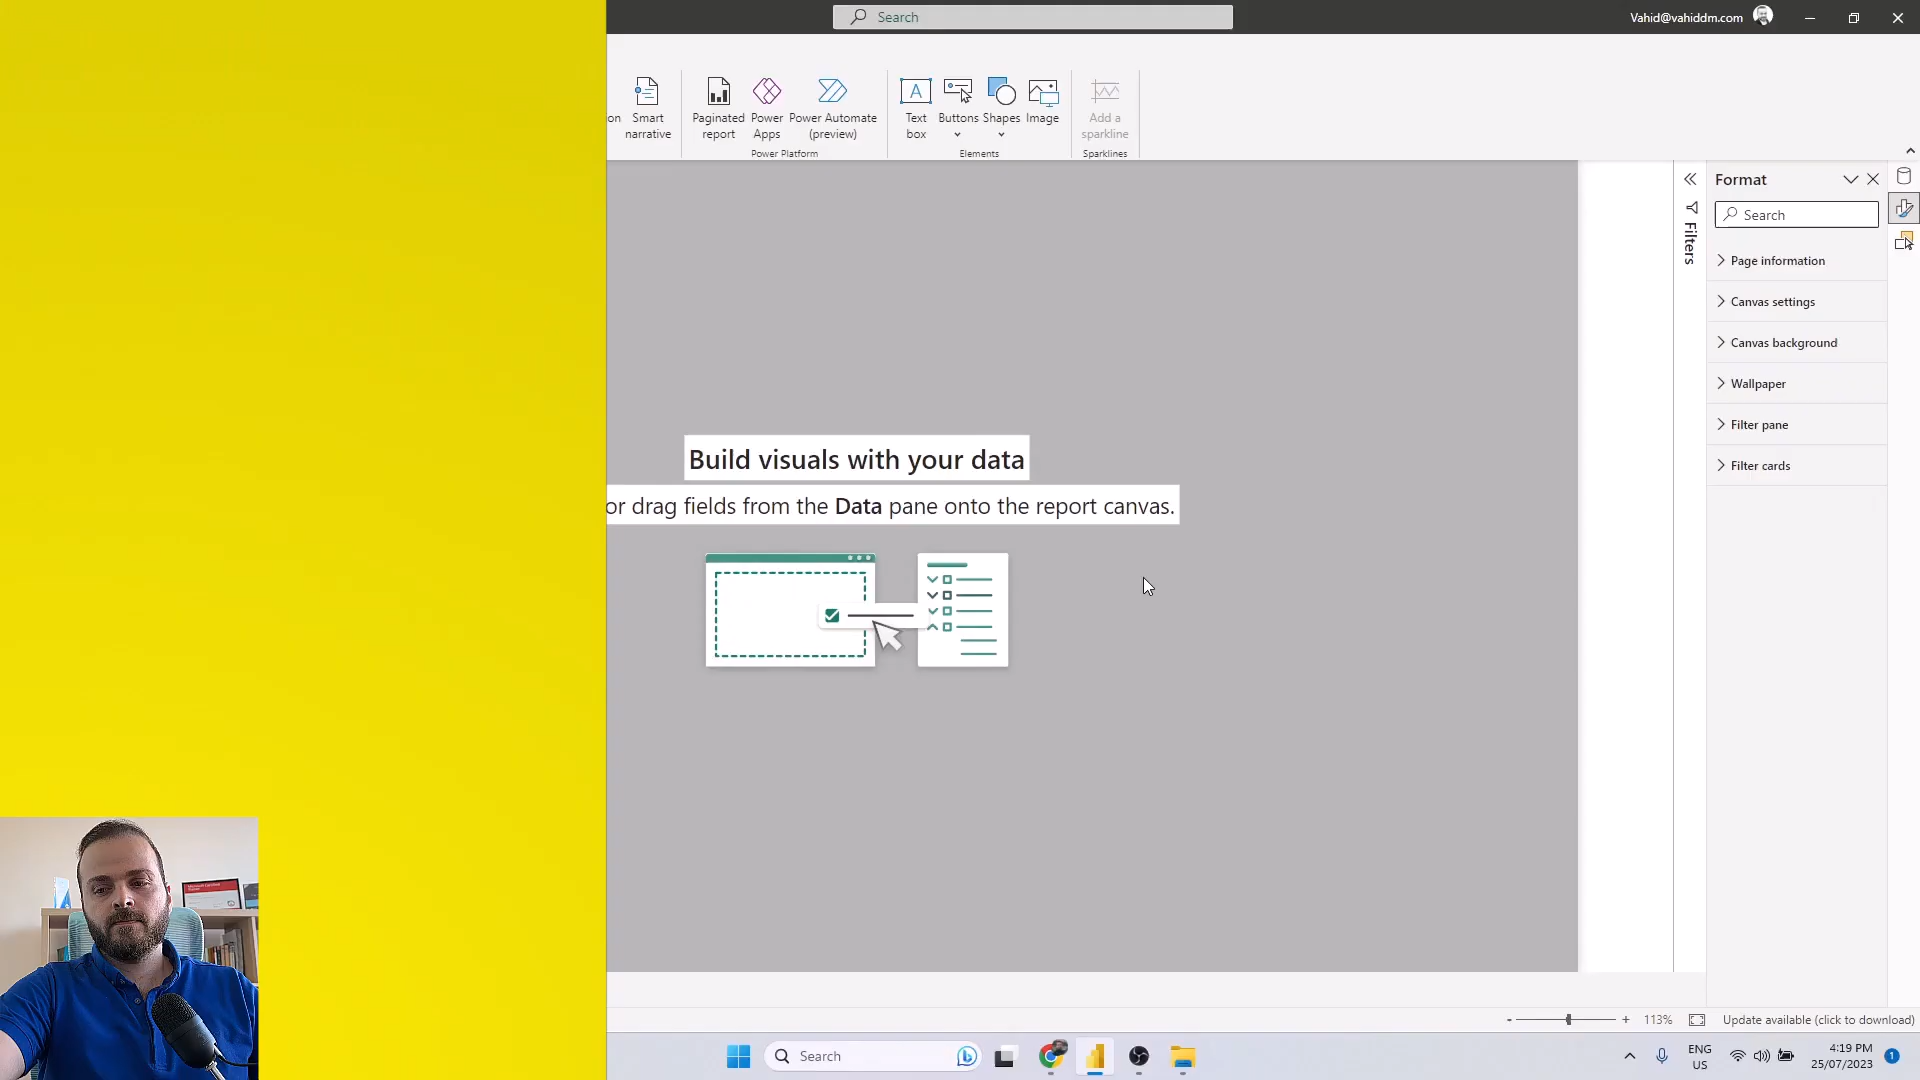 Search
Vahid@vahiddm.com
on
Smart
narrative
Paginated
report
Power
Apps
Power Automate
(preview)
Power Platform
A
Text
box
Buttons
Shapes
Image
Elements
Add a
sparkline
Sparklines
Format
Search
Filters
Page information
Canvas settings
Canvas background
Wallpaper
Filter pane
Filter cards
Build visuals with your data
or drag fields from the Data pane onto the report canvas.
- + 113%
Update available (click to download)
Search
ENG
US
4:19 PM
25/07/2023
1